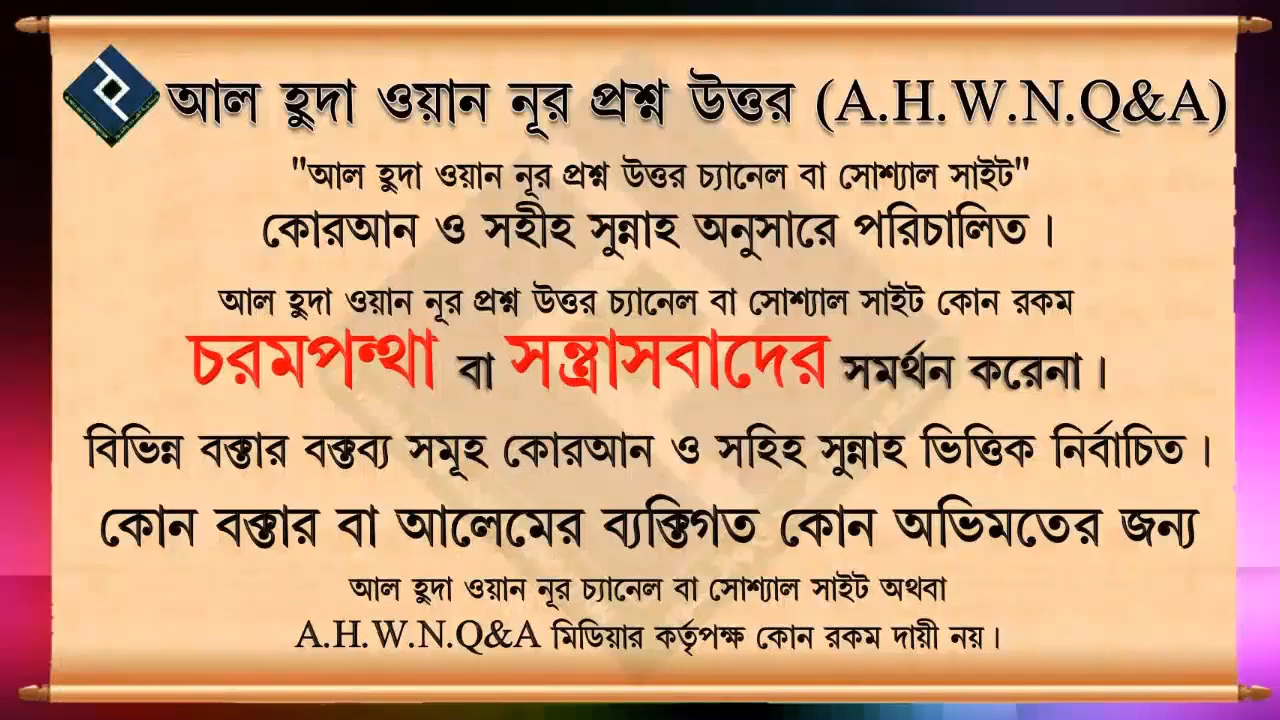 আল হুদা ওয়ান নূর প্রশ্ন উত্তর (A.H.W.N.Q&A)
"আল হুদা ওয়ান নূর প্রশ্ন উত্তর চ্যানেল বা সোশ্যাল সাইট"
কোরআন ও সহীহ সুন্নাহ অনুসারে পরিচালিত ।
আল হুদা ওয়ান নূর প্রশ্ন উত্তর চ্যানেল বা সোশ্যাল সাইট কোন রকম
চরমপন্থা বা সন্ত্রাসবাদের সমর্থন করেনা ।
বিভিন্ন বক্তার বক্তব্য সমূহ কোরআন ও সহিহ সুন্নাহ ভিত্তিক নির্বাচিত ।
কোন বক্তার বা আলেমের ব্যক্তিগত কোন অভিমতের জন্য
আল হুদা ওয়ান নূর চ্যানেল বা সোশ্যাল সাইট অথবা
A.H.W.N.Q&A মিডিয়ার কর্তৃপক্ষ কোন রকম দায়ী নয় ।